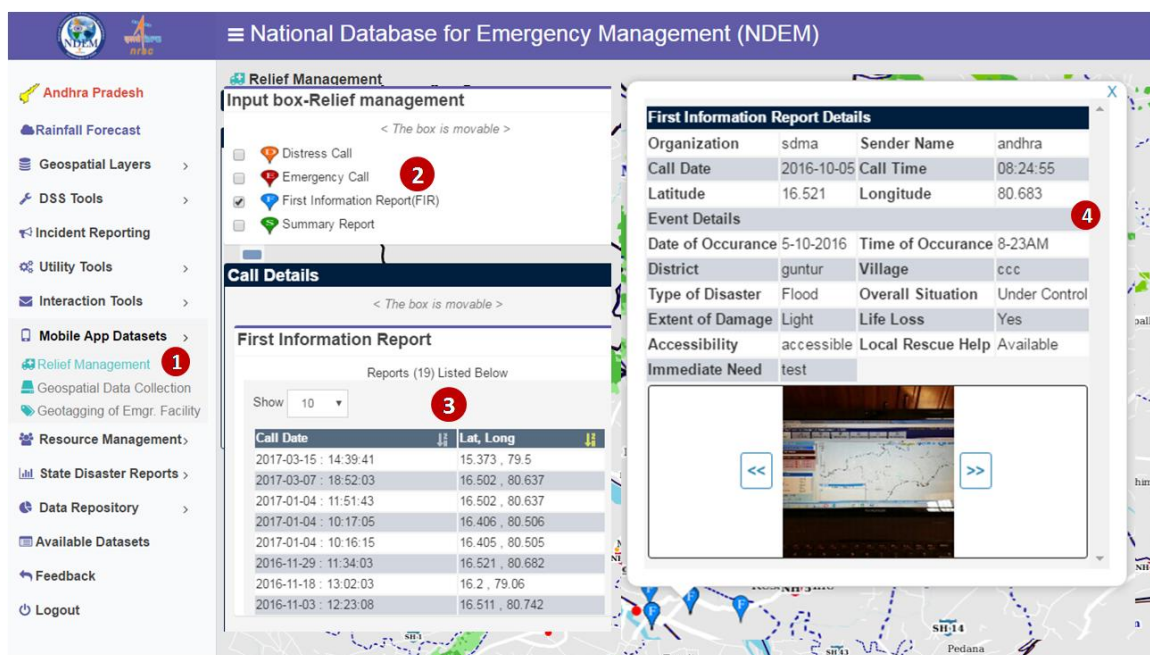 NDEM
nrsc
≡ National Database for Emergency Management (NDEM)
Andhra Pradesh
Rainfall Forecast
Geospatial Layers >
DSS Tools >
Incident Reporting
Utility Tools >
Interaction Tools >
Mobile App Datasets >
Relief Management 1
Geospatial Data Collection
Geotagging of Emgr. Facility
Resource Management >
State Disaster Reports >
Data Repository >
Available Datasets
Feedback
Logout
Relief Management
Input box-Relief management
< The box is movable >
Distress Call
E Emergency Call 2
F First Information Report(FIR)
S Summary Report
Call Details
< The box is movable >
First Information Report
Reports (19) Listed Below
Show 10 3
Call Date Lat, Long
2017-03-15 : 14:39:41 15.373 , 79.5
2017-03-07 : 18:52:03 16.502 , 80.637
2017-01-04 : 11:51:43 16.502 , 80.637
2017-01-04 : 10:17:05 16.406 , 80.506
2017-01-04 : 10:16:15 16.405 , 80.505
2016-11-29 : 11:34:03 16.521 , 80.682
2016-11-18 : 13:02:03 16.2 , 79.06
2016-11-03 : 12:23:08 16.511 , 80.742
X
First Information Report Details
Organization sdma Sender Name andhra
Call Date 2016-10-05 Call Time 08:24:55
Latitude 16.521 Longitude 80.683
Event Details 4
Date of Occurance 5-10-2016 Time of Occurance 8-23AM
District guntur Village ccc
Type of Disaster Flood Overall Situation Under Control
Extent of Damage Light Life Loss Yes
Accessibility accessible Local Rescue Help Available
Immediate Need test
<< >>
F F F
SH-1
SH-14
SH-43
Pedana